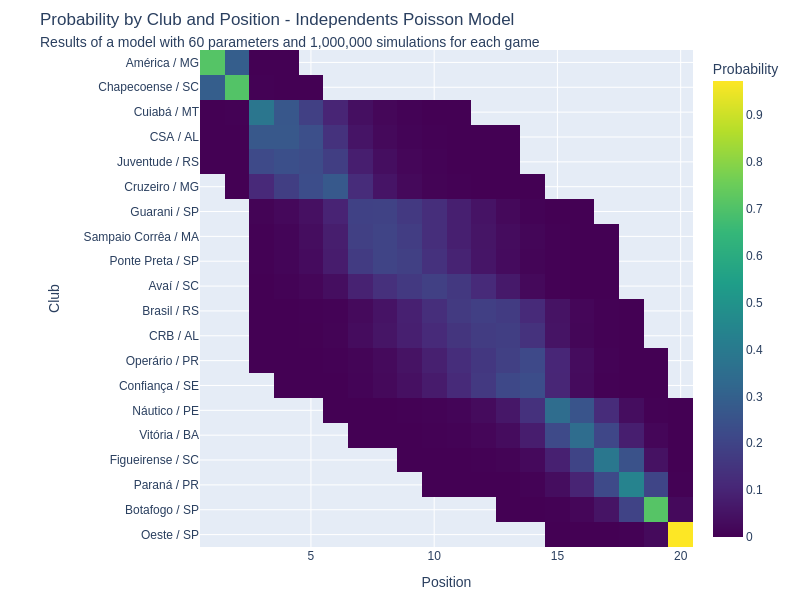 Probability by Club and Position - Independents Poisson Model
Results of a model with 60 parameters and 1,000,000 simulations for each game
Probability
América / MG
Chapecoense / SC
Cuiabá / MT
CSA / AL
Juventude / RS
Cruzeiro / MG
Guarani / SP
Sampaio Corrêa / MA
Ponte Preta / SP
Avaí / SC
Brasil / RS
CRB / AL
Operário / PR
Confiança / SE
Náutico / PE
Vitória / BA
Figueirense / SC
Paraná / PR
Botafogo / SP
Oeste / SP
Club
5
10
15
20
Position
0.9
0.8
0.7
0.6
0.5
0.4
0.3
0.2
0.1
0